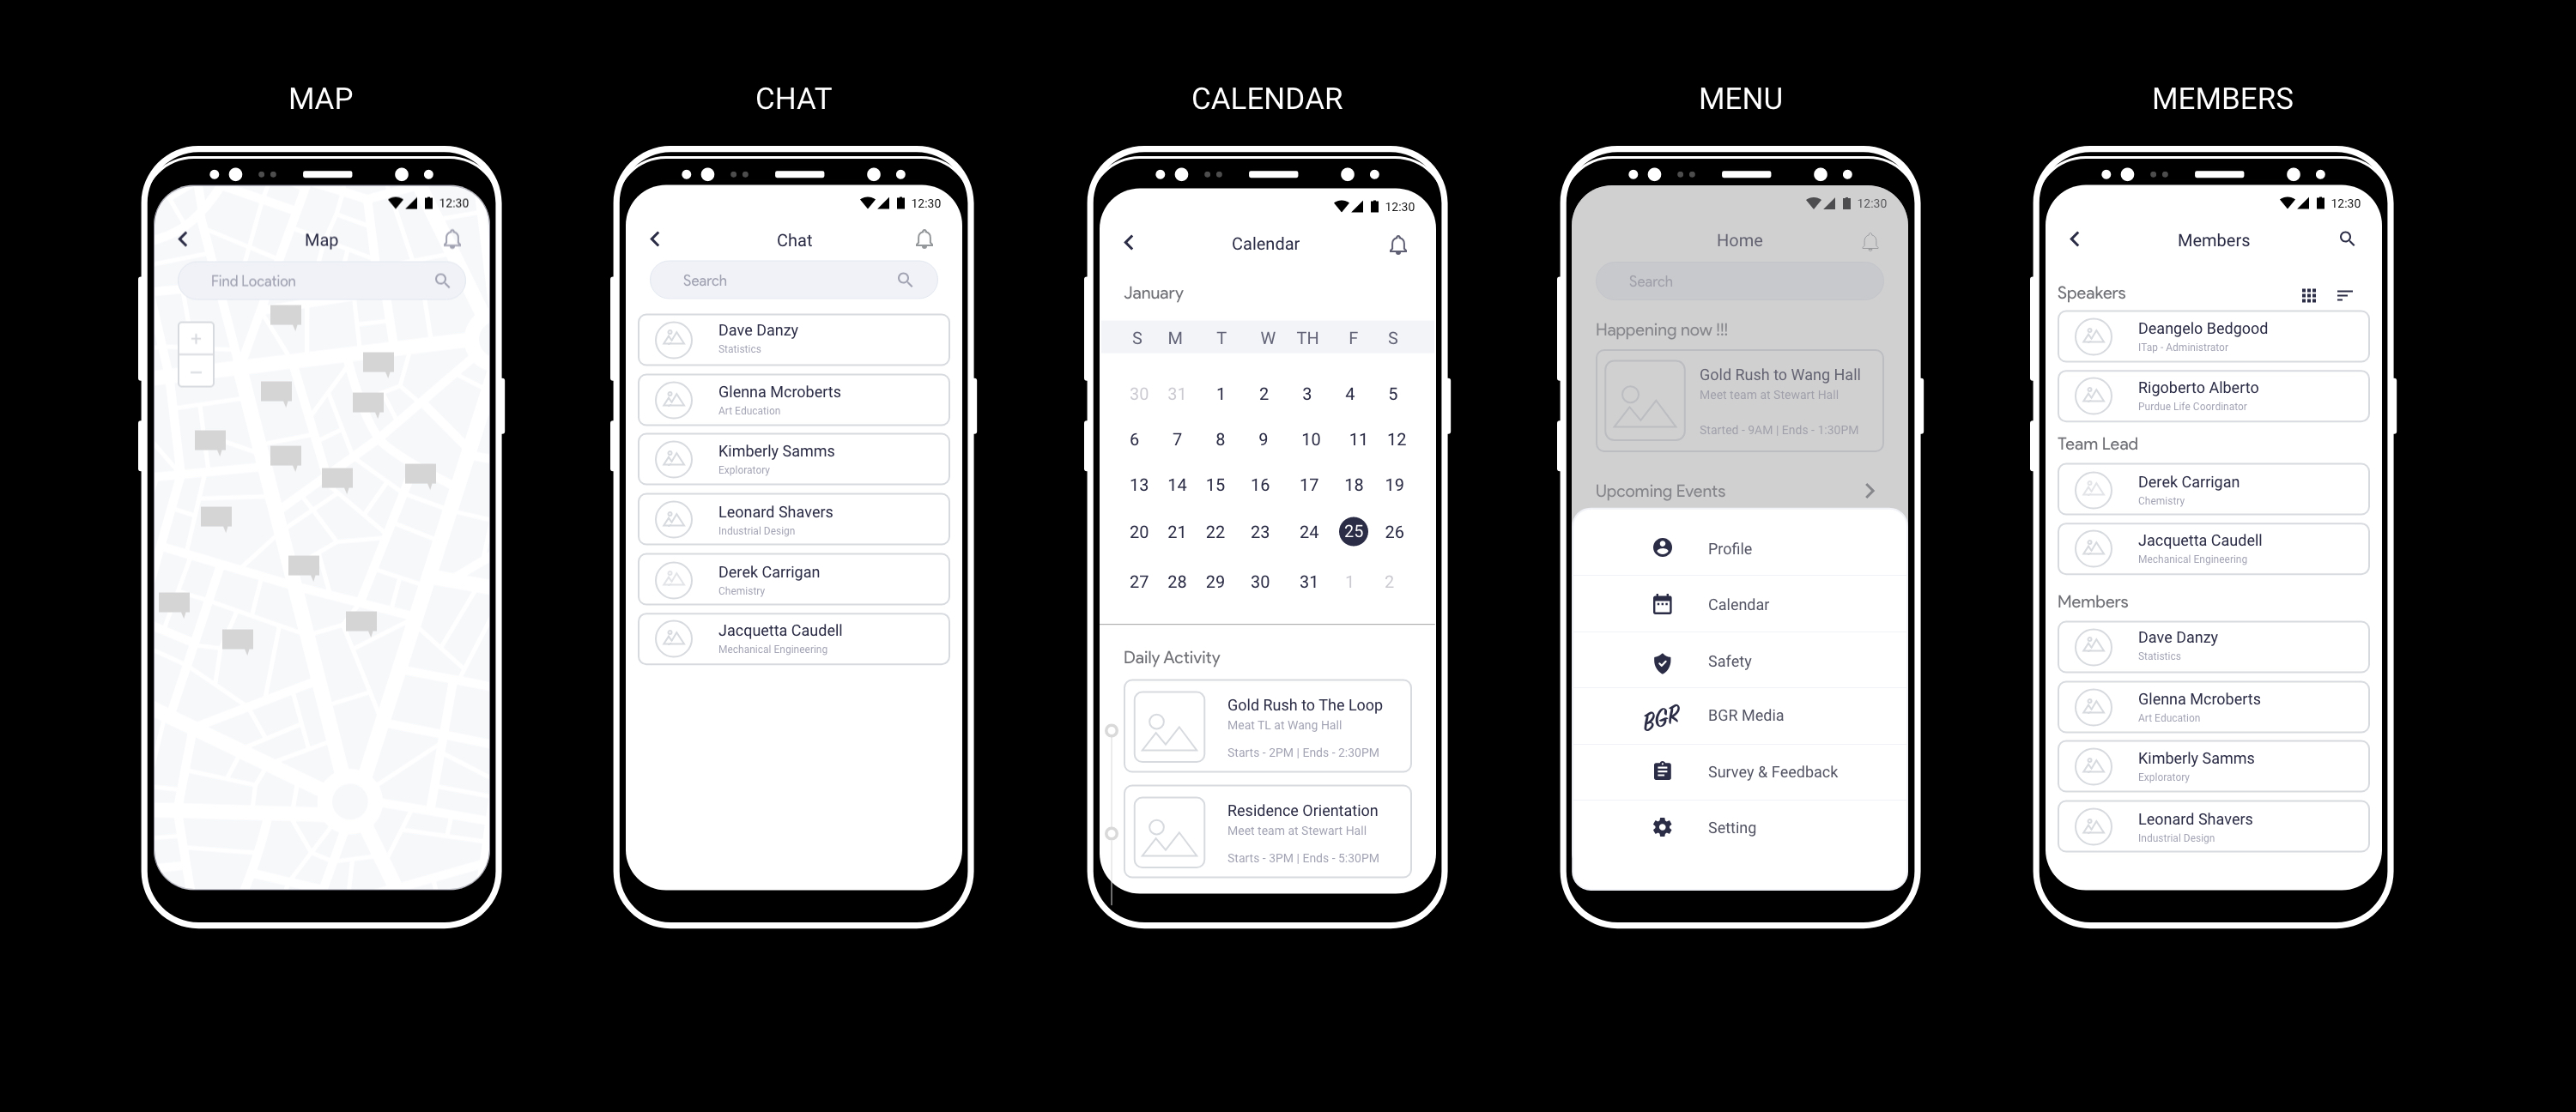 MAP
12:30
Map
Find Location
+
−
CHAT
12:30
Chat
Search
Dave Danzy
Statistics
Glenna Mcroberts
Art Education
Kimberly Samms
Exploratory
Leonard Shavers
Industrial Design
Derek Carrigan
Chemistry
Jacquetta Caudell
Mechanical Engineering
CALENDAR
12:30
Calendar
January
S M T W TH F S
30 31 1 2 3 4 5
6 7 8 9 10 11 12
13 14 15 16 17 18 19
20 21 22 23 24 25 26
27 28 29 30 31 1 2
Daily Activity
Gold Rush to The Loop
Meat TL at Wang Hall
Starts - 2PM | Ends - 2:30PM
Residence Orientation
Meet team at Stewart Hall
Starts - 3PM | Ends - 5:30PM
MENU
12:30
Home
Search
Happening now !!!
Gold Rush to Wang Hall
Meet team at Stewart Hall
Started - 9AM | Ends - 1:30PM
Upcoming Events
Profile
Calendar
Safety
BGR BGR Media
Survey & Feedback
Setting
MEMBERS
12:30
Members
Speakers
Deangelo Bedgood
ITap - Administrator
Rigoberto Alberto
Purdue Life Coordinator
Team Lead
Derek Carrigan
Chemistry
Jacquetta Caudell
Mechanical Engineering
Members
Dave Danzy
Statistics
Glenna Mcroberts
Art Education
Kimberly Samms
Exploratory
Leonard Shavers
Industrial Design